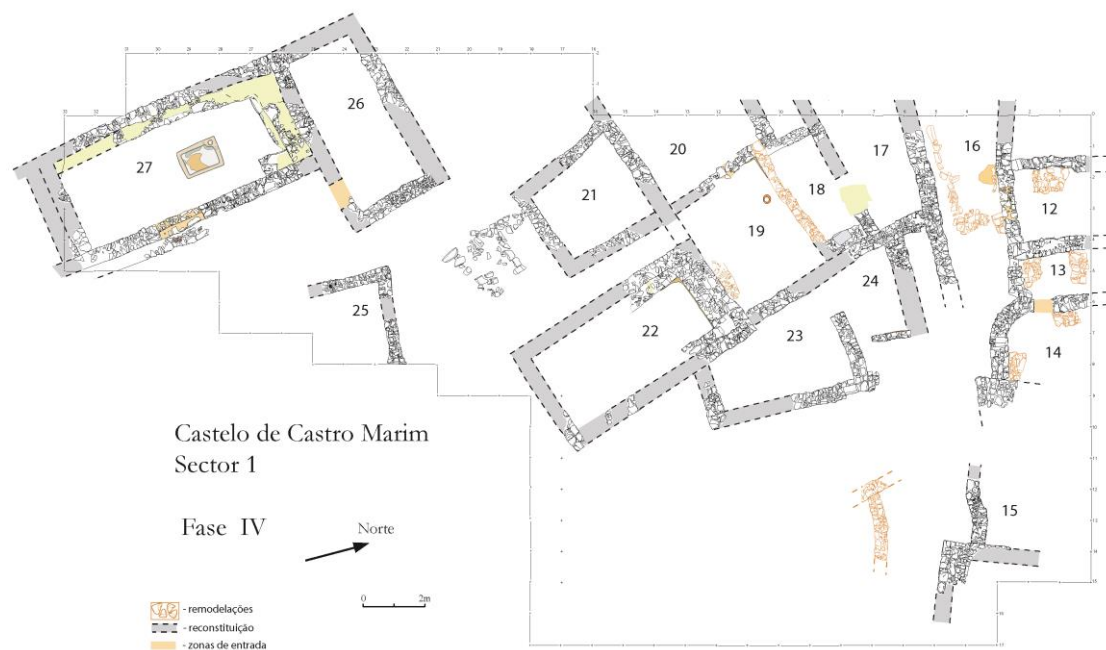 26
27
20
21
17
16
18
12
19
13
24
25
22
23
14
Castelo de Castro Marim
Sector 1
Fase IV
Norte
15
0 2m
- remodelações
- reconstituição
- zonas de entrada